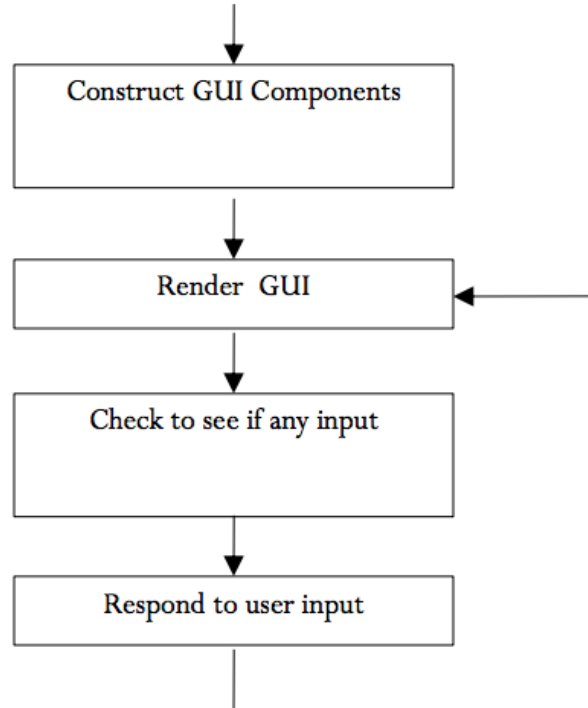 Construct GUI Components
Render GUI
Check to see if any input
Respond to user input